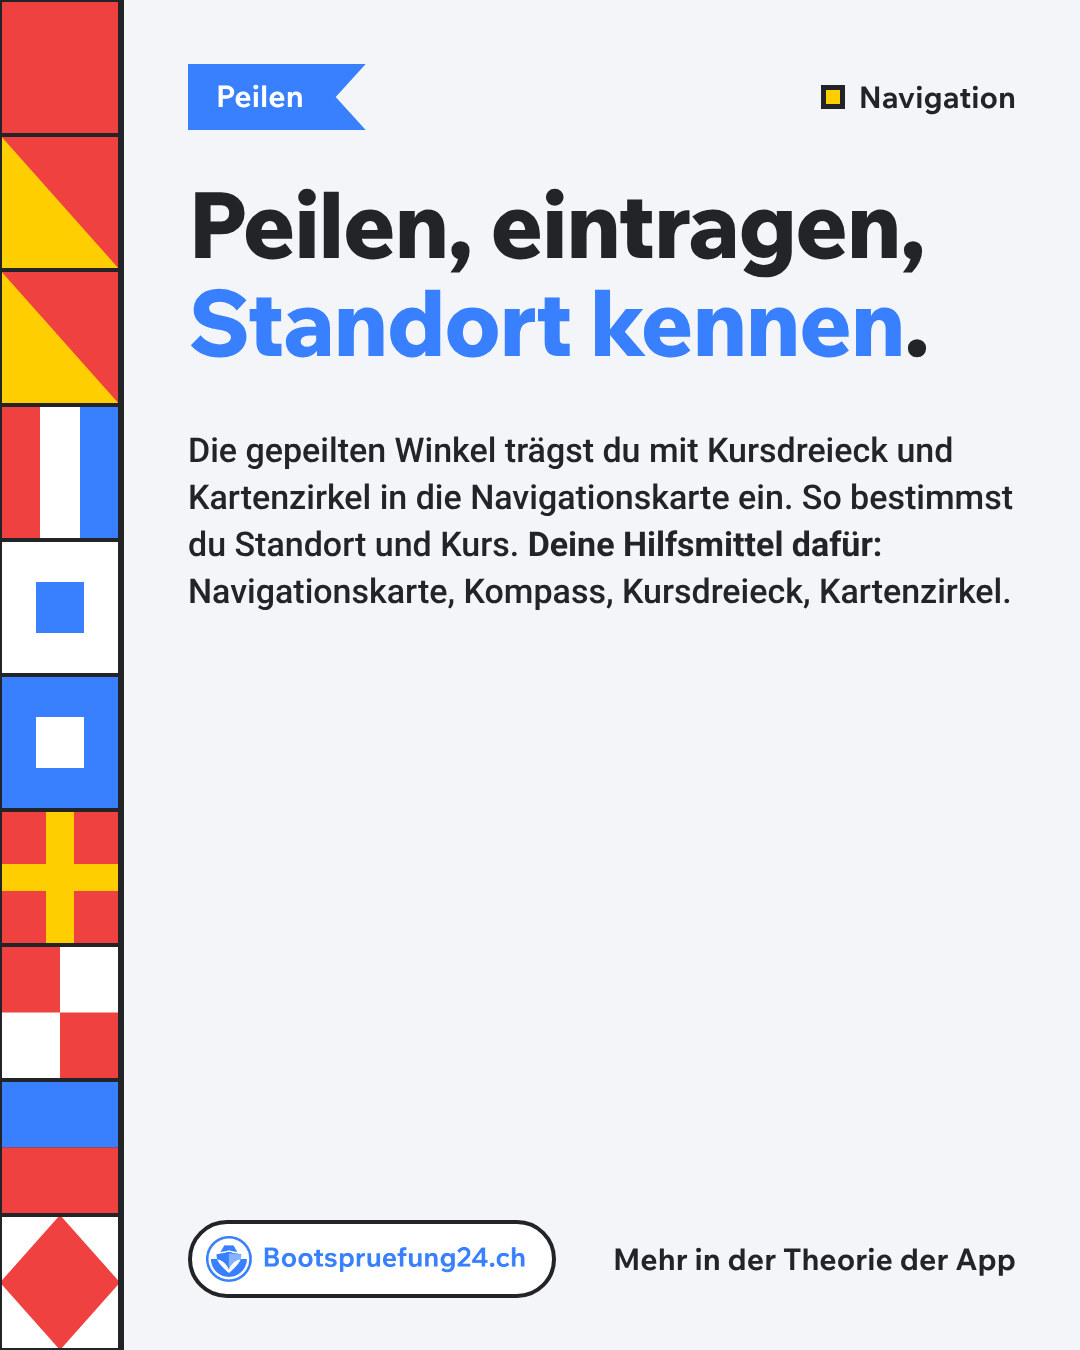 Peilen
Navigation
Peilen, eintragen,
Standort kennen.
Die gepeilten Winkel trägst du mit Kursdreieck und
Kartenzirkel in die Navigationskarte ein. So bestimmst
du Standort und Kurs. Deine Hilfsmittel dafür:
Navigationskarte, Kompass, Kursdreieck, Kartenzirkel.
Bootspruefung24.ch
Mehr in der Theorie der App